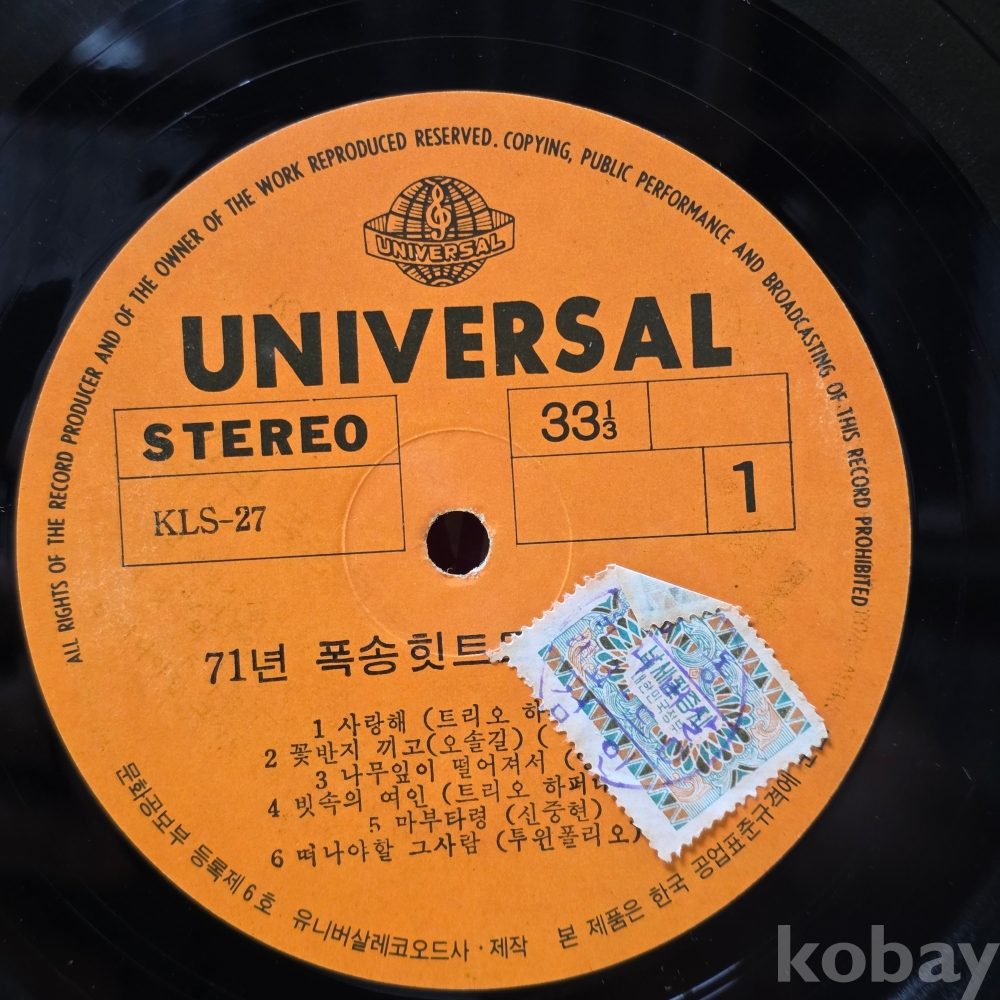 ALL RIGHTS OF THE RECORD PRODUCER AND OF THE OWNER OF THE WORK REPRODUCED RESERVED. COPYING, PUBLIC PERFORMANCE AND BROADCASTING OF THIS RECORD PROHIBITED
UNIVERSAL
UNIVERSAL
STEREO
33⅓
KLS-27
1
71년 폭송힛트
1 사랑해 (트리오 하
2 꽃반지 끼고(오솔길) (
3 나무잎이 떨어져서 (
4 빗속의 여인 (트리오 하퍼
5 마부타령 (신중현)
6 떠나야할 그사람 (투윈폴리오)
문화공보부 등록제 6 호 유니버살레코오드사 · 제작 본 제품은 한국 공업표준규격에
kobay